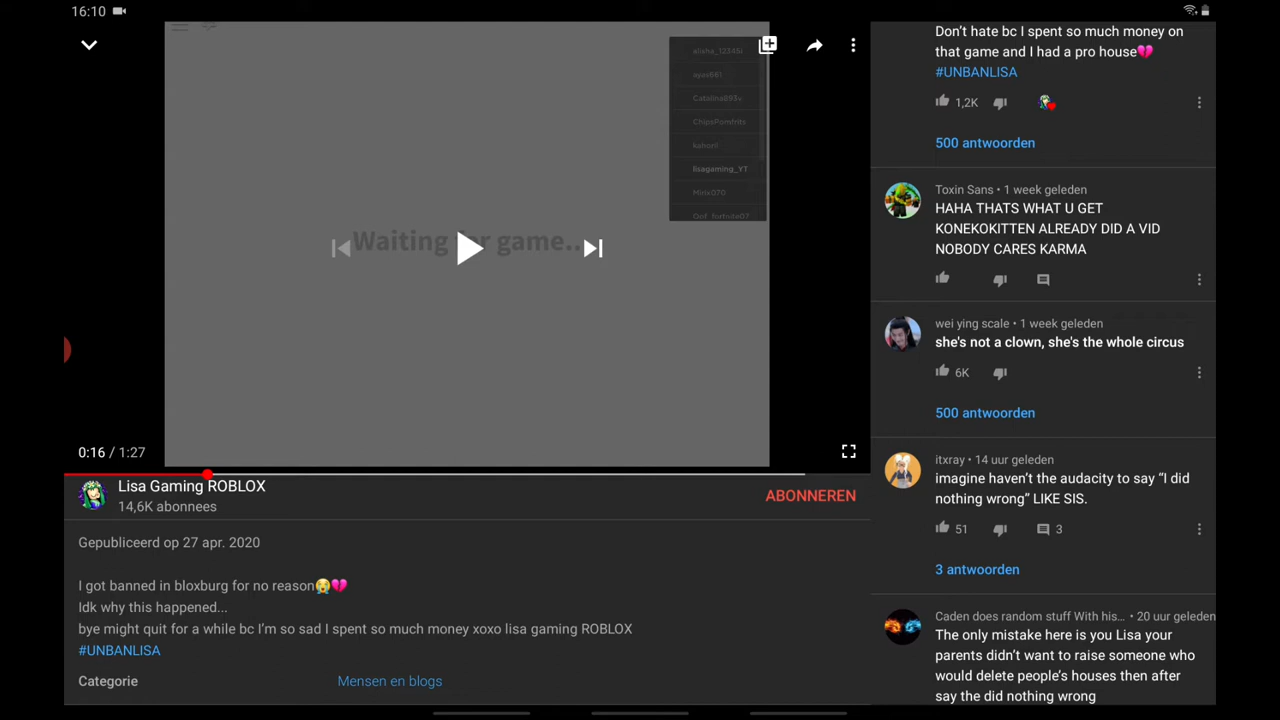 16:10
alisha_12345i
ayas661
Catalina893v
ChipsPomfrits
kahoril
lisagaming_YT
Mirix070
Oof_fortnite07
Waiting for game..
0:16 / 1:27
Lisa Gaming ROBLOX
14,6K abonnees
ABONNEREN
Gepubliceerd op 27 apr. 2020
I got banned in bloxburg for no reason😭💔
Idk why this happened...
bye might quit for a while bc I'm so sad I spent so much money xoxo lisa gaming ROBLOX
#UNBANLISA
Categorie
Mensen en blogs
Don't hate bc I spent so much money on
that game and I had a pro house💔
#UNBANLISA
1,2K
500 antwoorden
Toxin Sans • 1 week geleden
HAHA THATS WHAT U GET
KONEKOKITTEN ALREADY DID A VID
NOBODY CARES KARMA
wei ying scale • 1 week geleden
she's not a clown, she's the whole circus
6K
500 antwoorden
itxray • 14 uur geleden
imagine haven't the audacity to say “I did
nothing wrong” LIKE SIS.
51
3
3 antwoorden
Caden does random stuff With his... • 20 uur geleden
The only mistake here is you Lisa your
parents didn't want to raise someone who
would delete people's houses then after
say the did nothing wrong